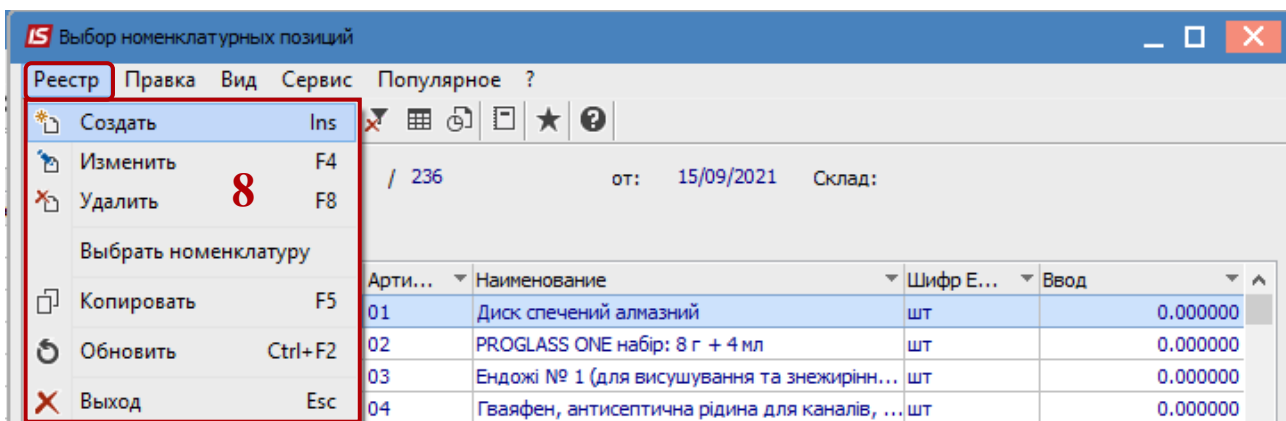 IS Выбор номенклатурных позиций
Реестр Правка Вид Сервис Популярное ?
Создать Ins
Изменить F4
/ 236 от: 15/09/2021 Склад:
Удалить 8 F8
Выбрать номенклатуру
Арти... Наименование Шифр Е... Ввод
Копировать F5
01 Диск спечений алмазний шт 0.000000
Обновить Ctrl+F2
02 PROGLASS ONE набір: 8 г + 4 мл шт 0.000000
03 Ендожі № 1 (для висушування та знежирінн... шт 0.000000
Выход Esc
04 Гваяфен, антисептична рідина для каналів, ... шт 0.000000